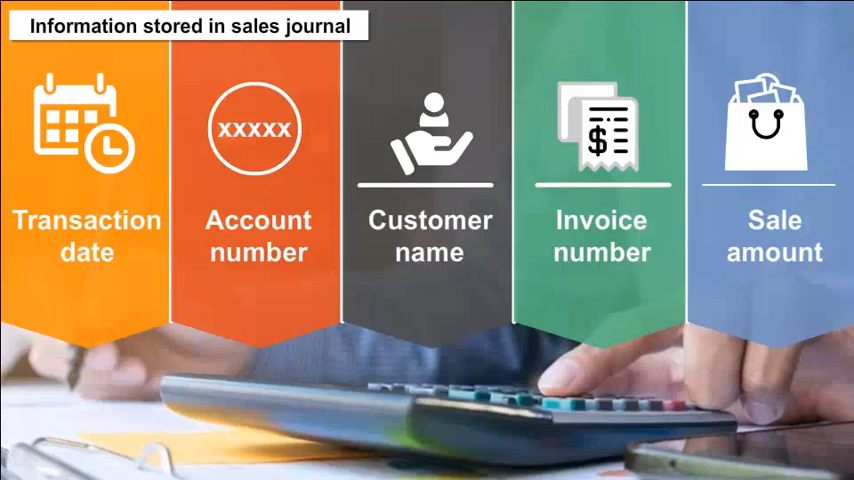 Information stored in sales journal
xxxxx
$
Transaction
date
Account
number
Customer
name
Invoice
number
Sale
amount